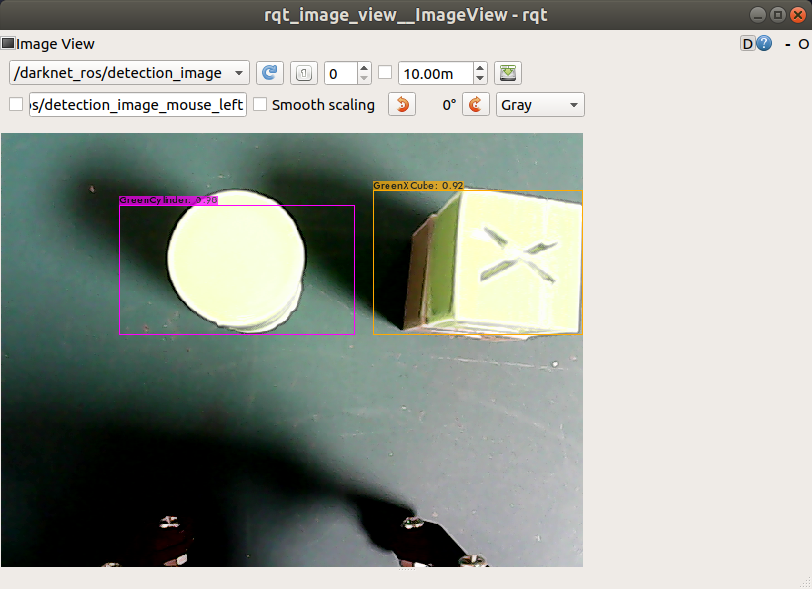 rqt_image_view__ImageView - rqt
Image View
D
- O
/darknet_ros/detection_image
0
10.00m
os/detection_image_mouse_left
Smooth scaling
0°
Gray
GreenXCube: 0.92
GreenCylinder: 0.90